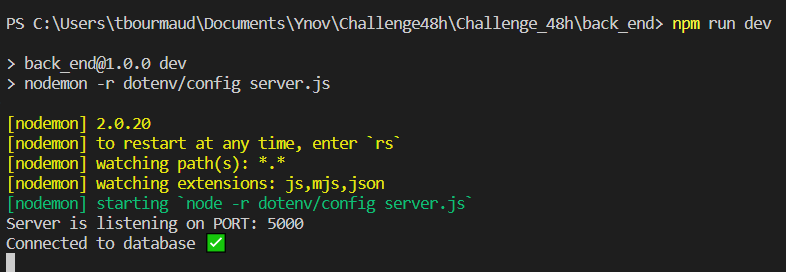 PS C:\Users\tbourmaud\Documents\Ynov\Challenge48h\Challenge_48h\back_end> npm run dev
> back_end@1.0.0 dev
> nodemon -r dotenv/config server.js
[nodemon] 2.0.20
[nodemon] to restart at any time, enter `rs`
[nodemon] watching path(s): *.*
[nodemon] watching extensions: js,mjs,json
[nodemon] starting `node -r dotenv/config server.js`
Server is listening on PORT: 5000
Connected to database ✅